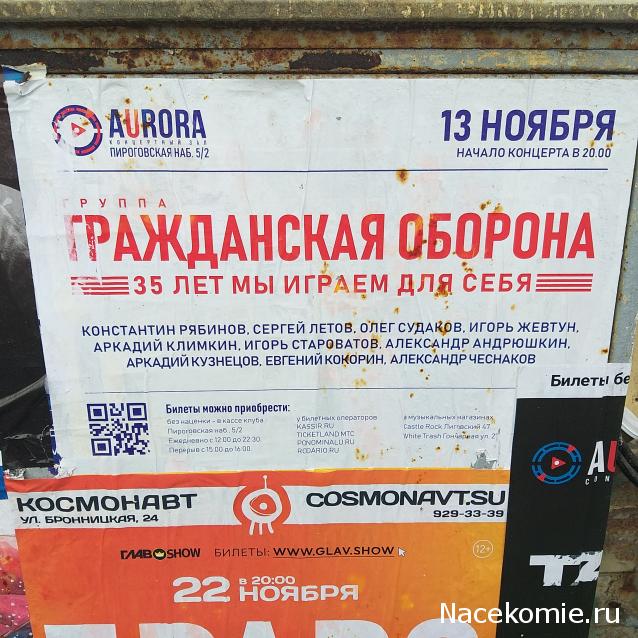 AURORA
КОНЦЕРТНЫЙ ЗАЛ
ПИРОГОВСКАЯ НАБ. 5/2
13 НОЯБРЯ
НАЧАЛО КОНЦЕРТА В 20.00
ГРУППА
ГРАЖДАНСКАЯ ОБОРОНА
35 ЛЕТ МЫ ИГРАЕМ ДЛЯ СЕБЯ
КОНСТАНТИН РЯБИНОВ, СЕРГЕЙ ЛЕТОВ, ОЛЕГ СУДАКОВ, ИГОРЬ ЖЕВТУН,
АРКАДИЙ КЛИМКИН, ИГОРЬ СТАРОВАТОВ, АЛЕКСАНДР АНДРЮШКИН,
АРКАДИЙ КУЗНЕЦОВ, ЕВГЕНИЙ КОКОРИН, АЛЕКСАНДР ЧЕСНАКОВ
Билеты можно приобрести:
без наценки - в кассе клуба
Пироговская наб. 5/2
Ежедневно с 12:00 до 22:30
Перерыв с 15:00 до 16:00
у билетных операторов
KASSIR.RU
TICKETLAND МТС
PONOMINALU.RU
RODARIO.RU
в музыкальных магазинах
Castle Rock Лиговский 47
White Trash Гончарная ул. 2
Билеты бе
AU
CON
TZ
КОСМОНАВТ
УЛ. БРОННИЦКАЯ, 24
COSMONAVT.SU
929-33-39
ГЛАВSHOW
БИЛЕТЫ: WWW.GLAV.SHOW
12+
22 в 20:00
НОЯБРЯ
Nacekomie.ru